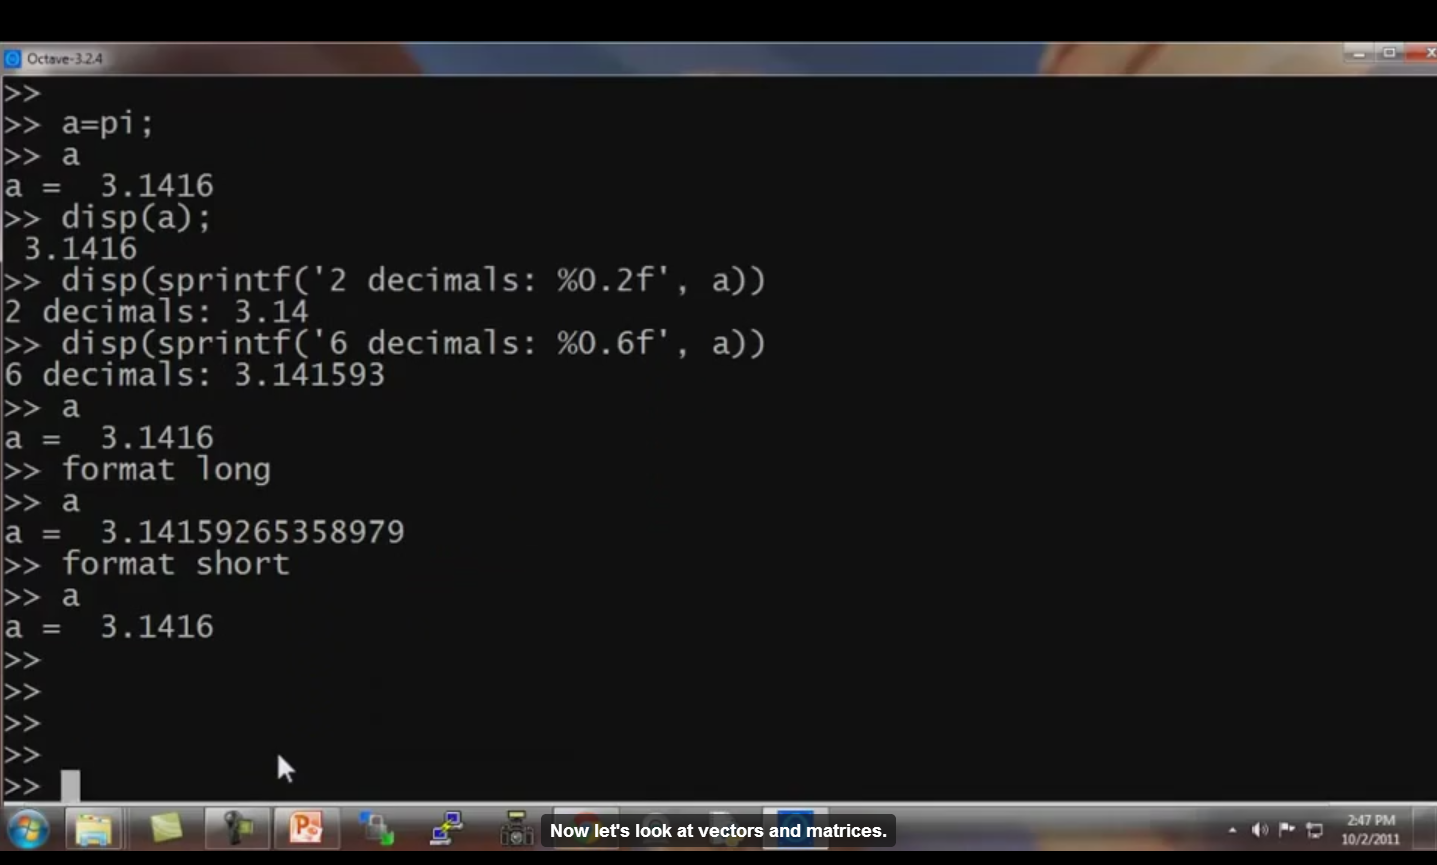 Octave-3.2.4
>>
>> a=pi;
>> a
a =  3.1416
>> disp(a);
 3.1416
>> disp(sprintf('2 decimals: %0.2f', a))
2 decimals: 3.14
>> disp(sprintf('6 decimals: %0.6f', a))
6 decimals: 3.141593
>> a
a =  3.1416
>> format long
>> a
a =  3.14159265358979
>> format short
>> a
a =  3.1416
>>
>>
>>
>>
>>
Now let's look at vectors and matrices.
2:47 PM
10/2/2011